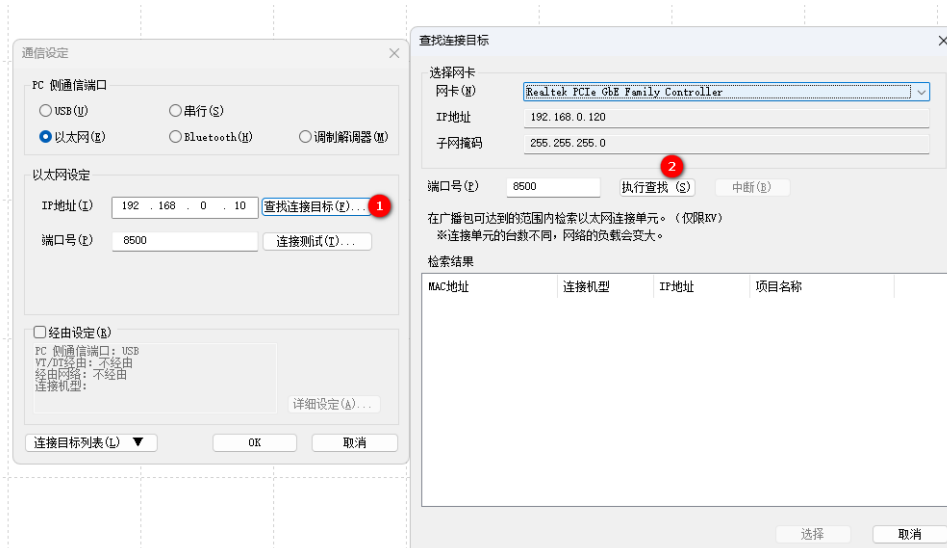 通信设定
PC 侧通信端口
USB(U) 串行(S)
以太网(E) Bluetooth(H) 调制解调器(M)
以太网设定
IP地址(I) 192 . 168 . 0 . 10 查找连接目标(F)... 1
端口号(P) 8500 连接测试(T)...
经由设定(R)
PC 侧通信端口: USB
VT/DT经由: 不经由
经由网络: 不经由
连接机型:
详细设定(A)...
连接目标列表(L) ▼ OK 取消
查找连接目标
选择网卡
网卡(N) Realtek PCIe GbE Family Controller
IP地址 192.168.0.120
子网掩码 255.255.255.0
2
端口号(P) 8500 执行查找 (S) 中断(B)
在广播包可达到的范围内检索以太网连接单元。(仅限KV)
※连接单元的台数不同，网络的负载会变大。
检索结果
MAC地址 连接机型 IP地址 项目名称
选择 取消